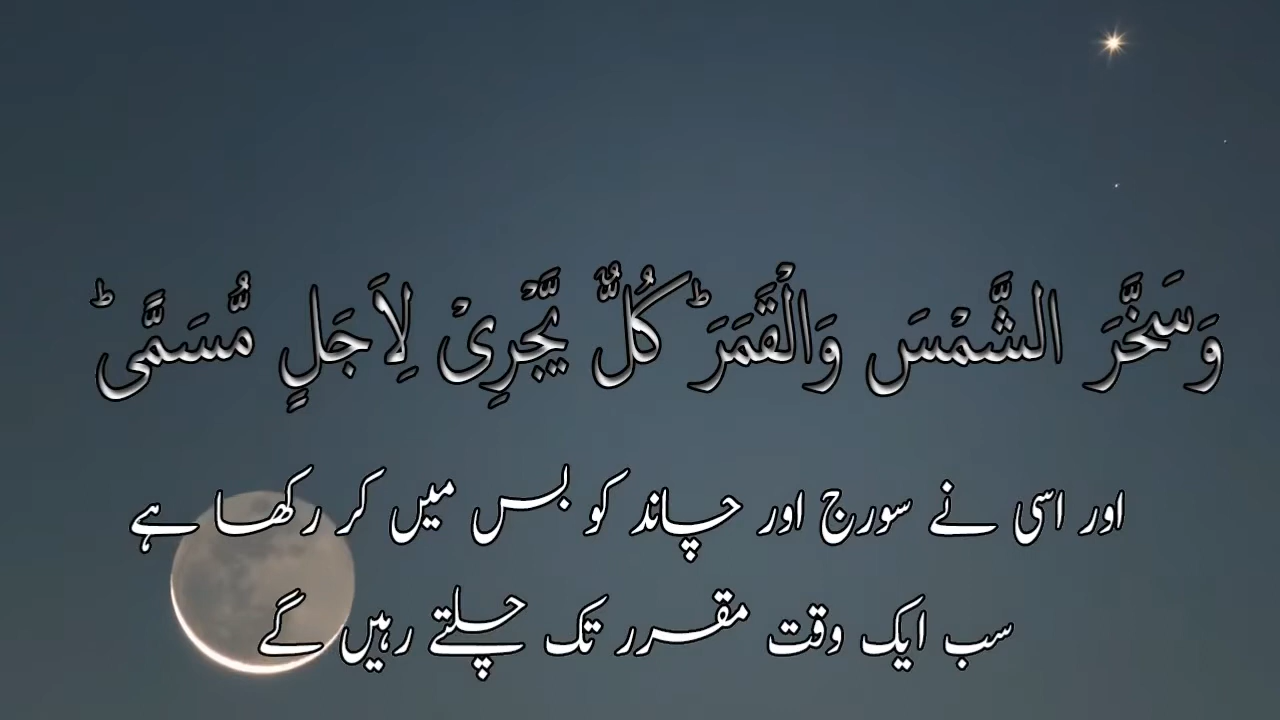 وَسَخَّرَ الشَّمْسَ وَالْقَمَرَ ؕ كُلٌّ یَّجْرِیْ لِاَجَلٍ مُّسَمًّی ؕ
اور اسی نے سورج اور چاند کو بس میں کر رکھا ہے
سب ایک وقت مقرر تک چلتے رہیں گے